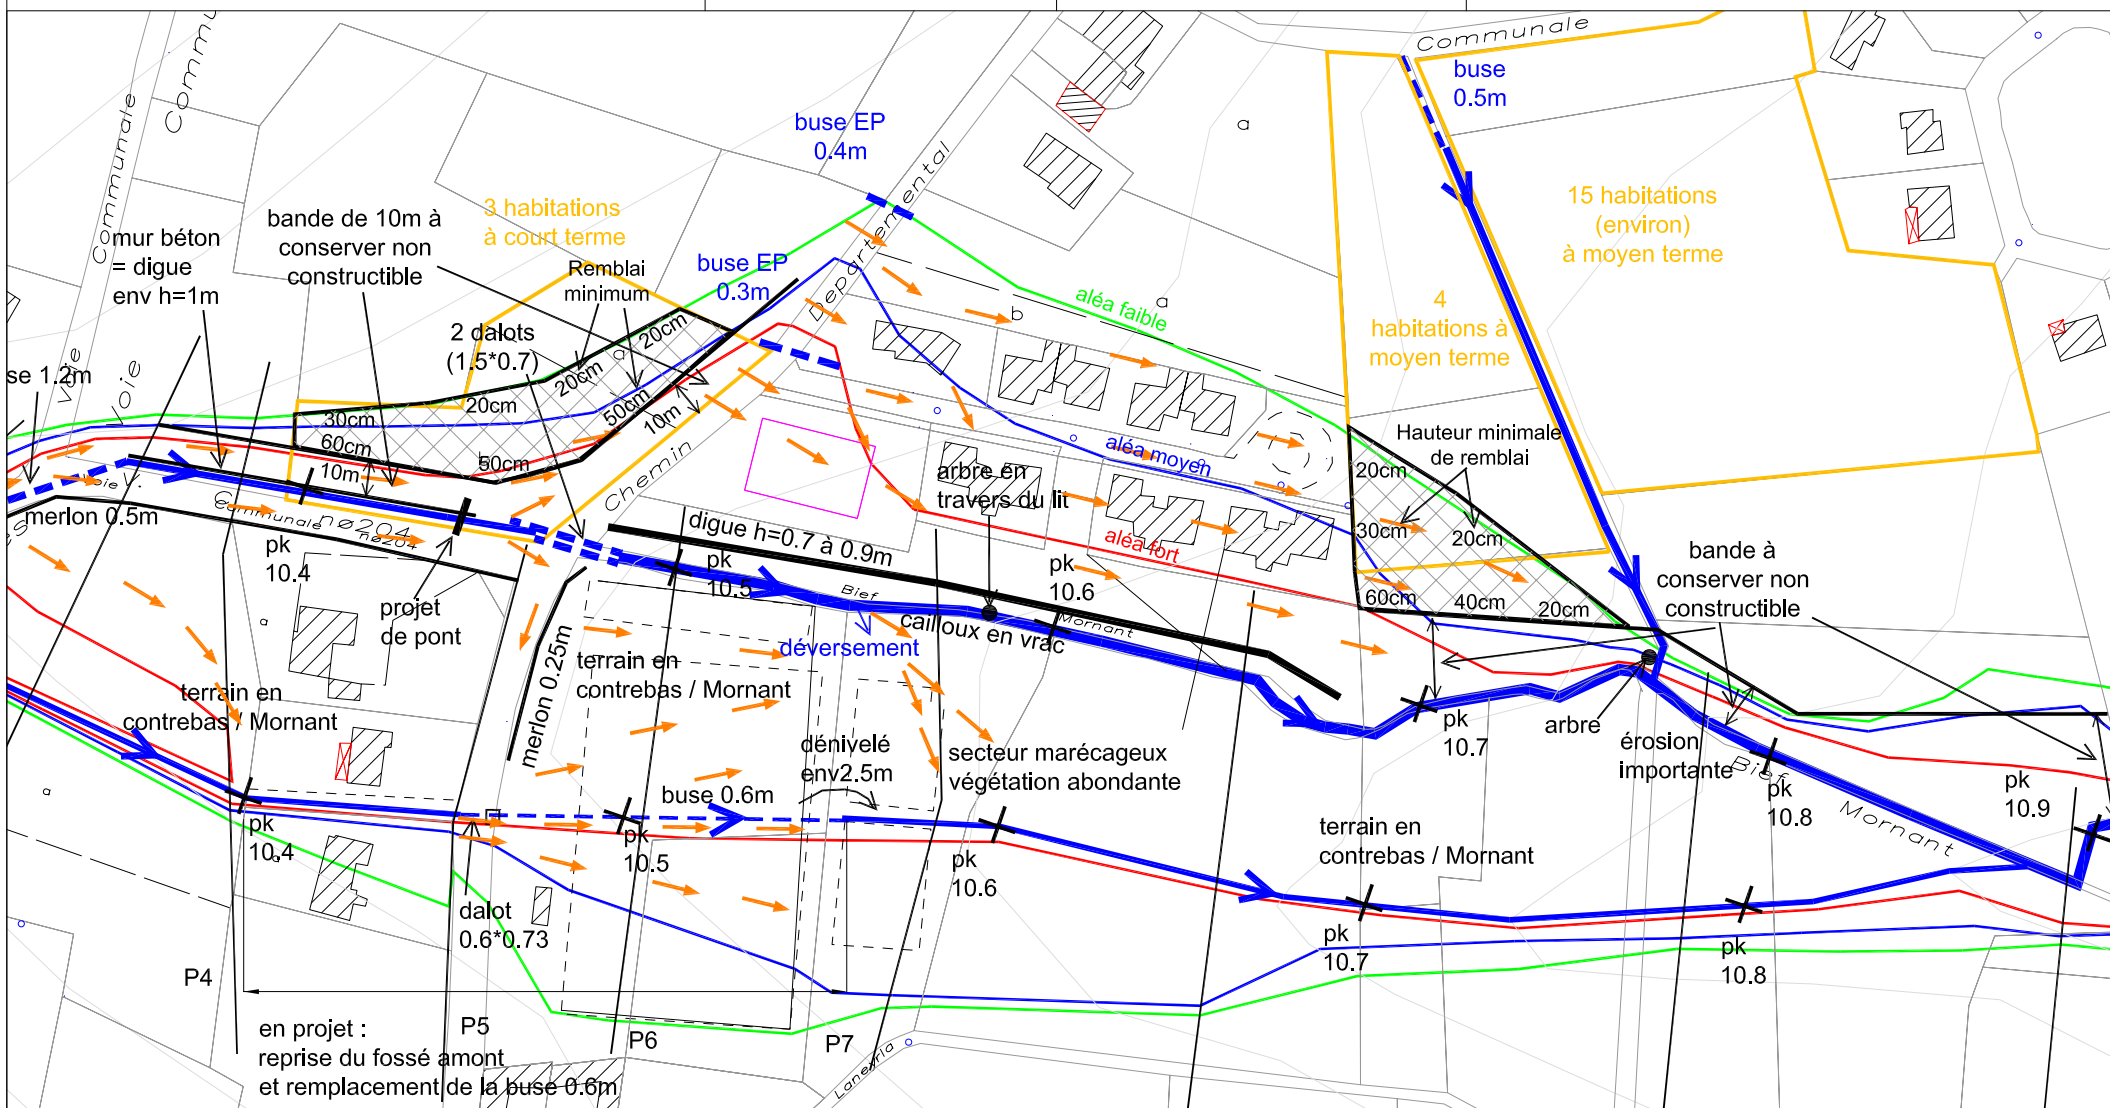 Communale
Commu
Communale
buse
0.5m
buse EP
0.4m
a
Departemental
15 habitations
(environ)
à moyen terme
3 habitations
à court terme
bande de 10m à
conserver non
constructible
mur béton
= digue
env h=1m
Remblai
minimum
buse EP
0.3m
aléa faible
a
b
4
habitations à
moyen terme
2 dalots
(1.5*0.7)
20cm
a
20cm
20cm
50cm
10m
30cm
60cm
50cm
10m
se 1.2m
Voie
Voie
Voie V.
Communale
nø204
nø204
merlon 0.5m
Chemin
aléa moyen
Hauteur minimale
de remblai
20cm
30cm
20cm
60cm
40cm
20cm
arbre en
travers du lit
digue h=0.7 à 0.9m
aléa fort
pk
10.4
pk
10.5
pk
10.6
Bief
Mornant
bande à
conserver non
constructible
projet
de pont
cailloux en vrac
déversement
a
terrain en
contrebas / Mornant
merlon 0.25m
terrain en
contrebas / Mornant
pk
10.7
arbre
érosion
importante
Bief
Mornant
pk
10.8
pk
10.9
dénivelé
env2.5m
secteur marécageux
végétation abondante
buse 0.6m
a
pk
10.4
a
pk
10.5
pk
10.6
terrain en
contrebas / Mornant
dalot
0.6*0.73
pk
10.7
pk
10.8
P4
P5
P6
P7
en projet :
reprise du fossé amont
et remplacement de la buse 0.6m
Laneyria